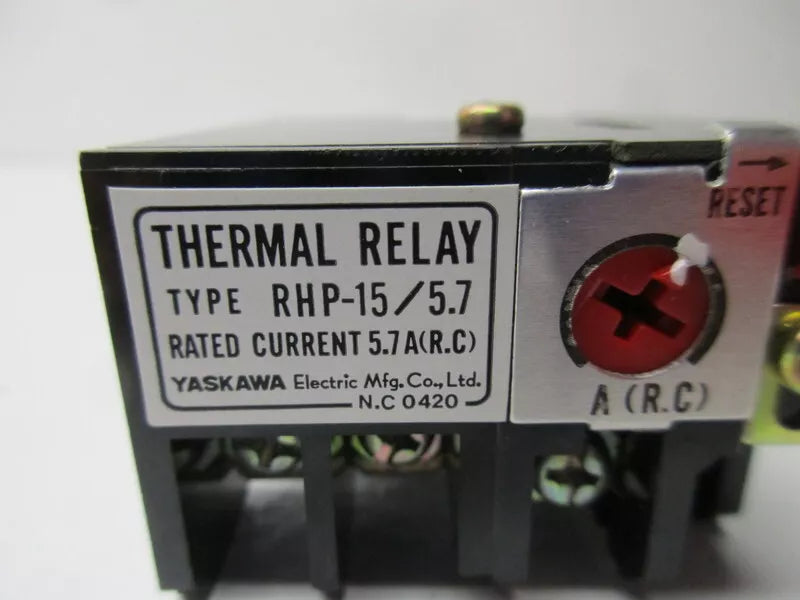 THERMAL RELAY
TYPE RHP-15/5.7
RATED CURRENT 5.7A(R.C)
YASKAWA Electric Mfg.Co.,Ltd.
N.C 0420
→
RESET
A (R.C)